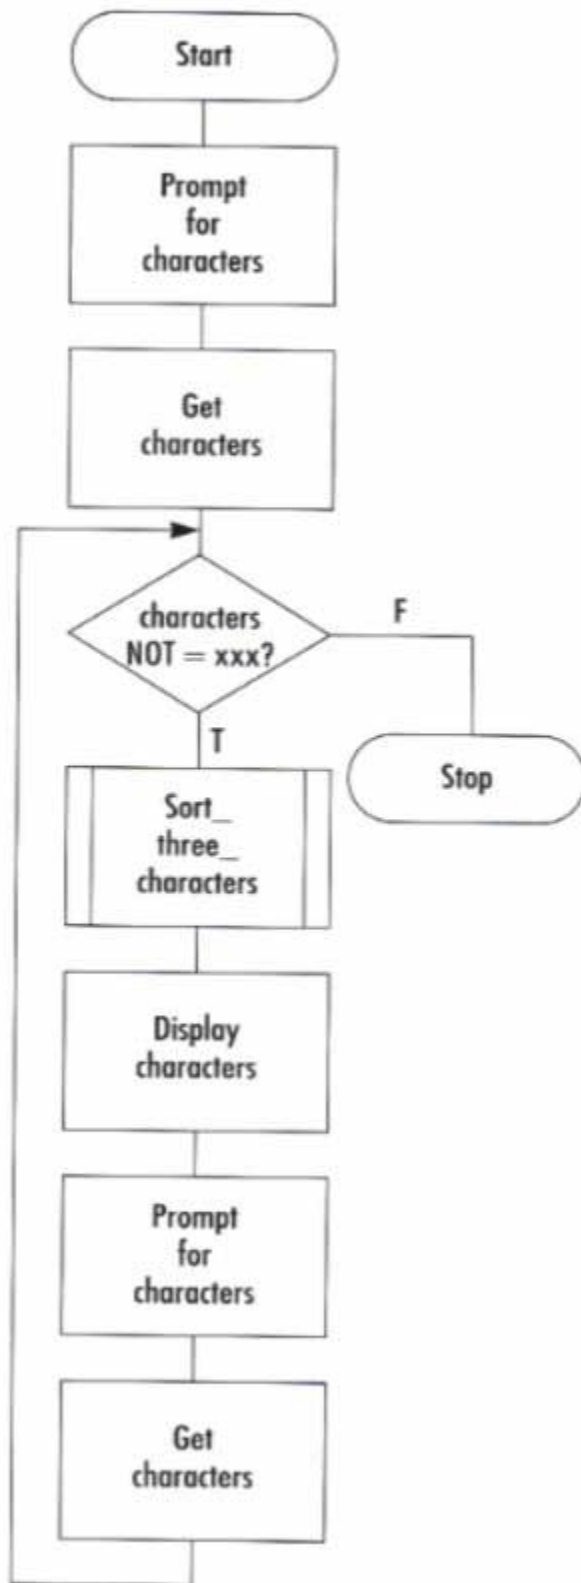 Start
Prompt
for
characters
Get
characters
characters
NOT = xxx?
F
T
Stop
Sort_
three_
characters
Display
characters
Prompt
for
characters
Get
characters